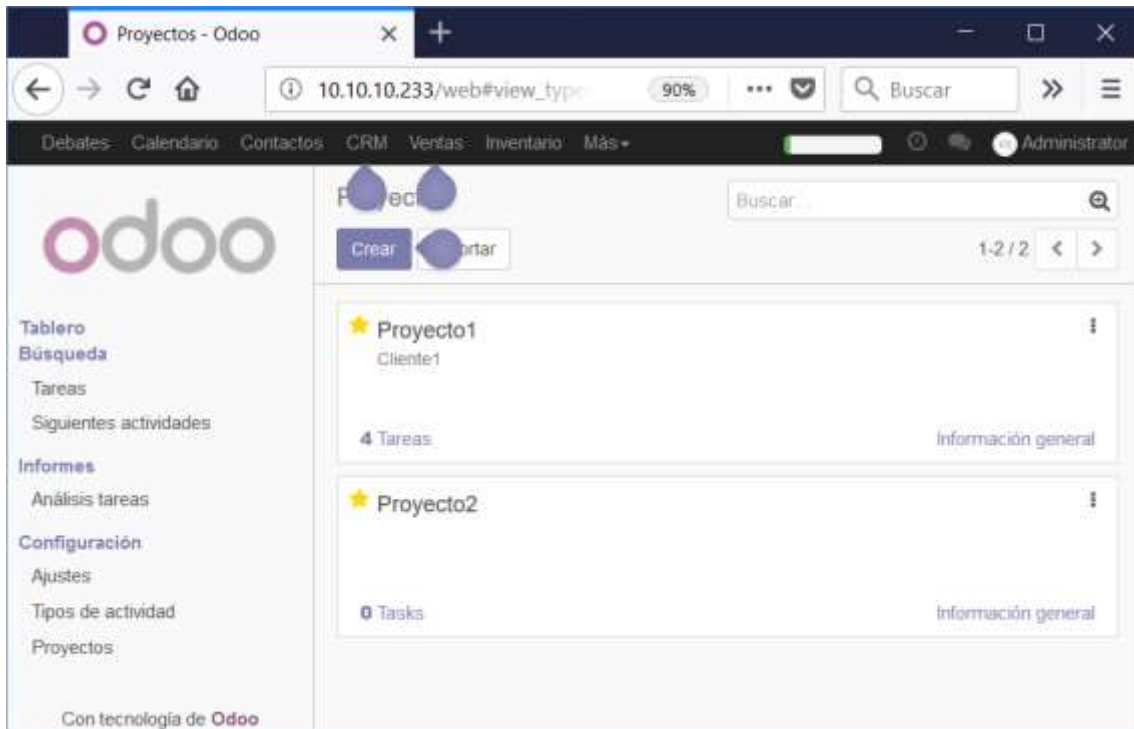 Proyectos - Odoo
10.10.10.233/web#view_type 90% Buscar
Debates Calendario Contactos CRM Ventas Inventario Más Administrator
odoo
Buscar...
Crear
1-2 / 2
Tablero
Búsqueda
Tareas
Siguientes actividades
Informes
Análisis tareas
Configuración
Ajustes
Tipos de actividad
Proyectos
Con tecnología de Odoo
Proyecto1
Cliente1
4 Tareas Información general
Proyecto2
0 Tasks Información general